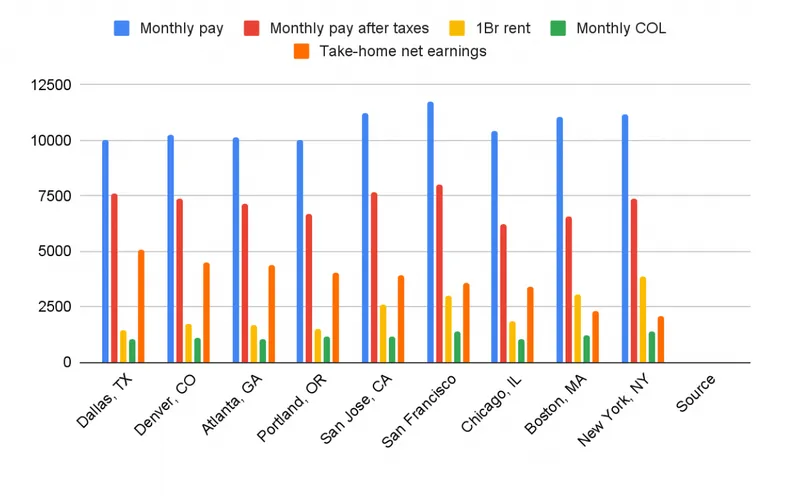 Monthly pay Monthly pay after taxes 1Br rent Monthly COL
Take-home net earnings
12500
10000
7500
5000
2500
0
Dallas, TX
Denver, CO
Atlanta, GA
Portland, OR
San Jose, CA
San Francisco
Chicago, IL
Boston, MA
New York, NY
Source